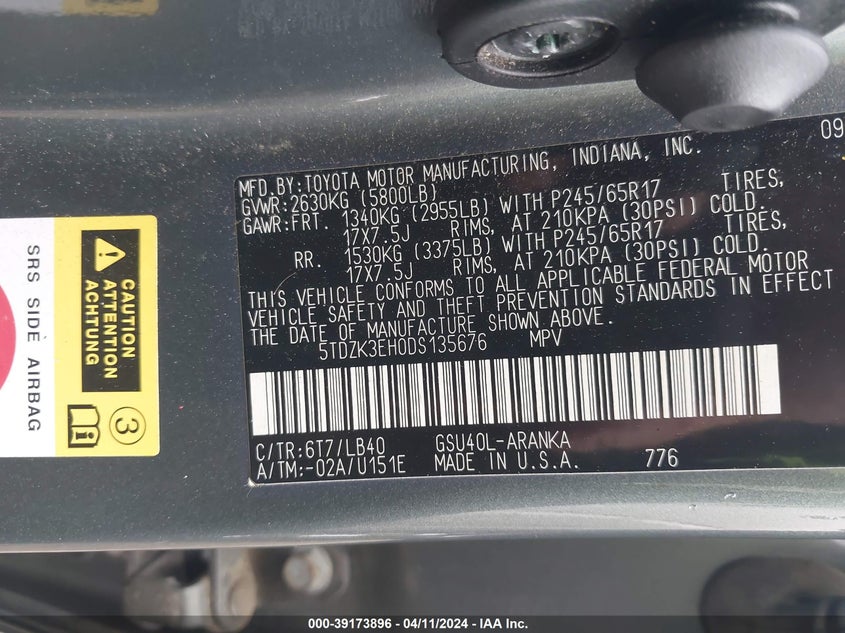 09
MFD.BY:TOYOTA MOTOR MANUFACTURING, INDIANA, INC.
GVWR:2630KG (5800LB)
GAWR:FRT. 1340KG (2955LB) WITH P245/65R17 TIRES,
17X7.5J RIMS, AT 210KPA (30PSI) COLD.
RR. 1530KG (3375LB) WITH P245/65R17 TIRES,
17X7.5J RIMS, AT 210KPA (30PSI) COLD.
THIS VEHICLE CONFORMS TO ALL APPLICABLE FEDERAL MOTOR
VEHICLE SAFETY AND THEFT PREVENTION STANDARDS IN EFFECT
THE DATE OF MANUFACTURE SHOWN ABOVE.
5TDZK3EH0DS135676 MPV
C/TR:6T7/LB40 GSU40L-ARANKA
A/TM:-02A/U151E MADE IN U.S.A. 776
CAUTION
ATTENTION
ACHTUNG
SRS SIDE AIRBAG
3
000-39173896 - 04/11/2024 - IAA Inc.